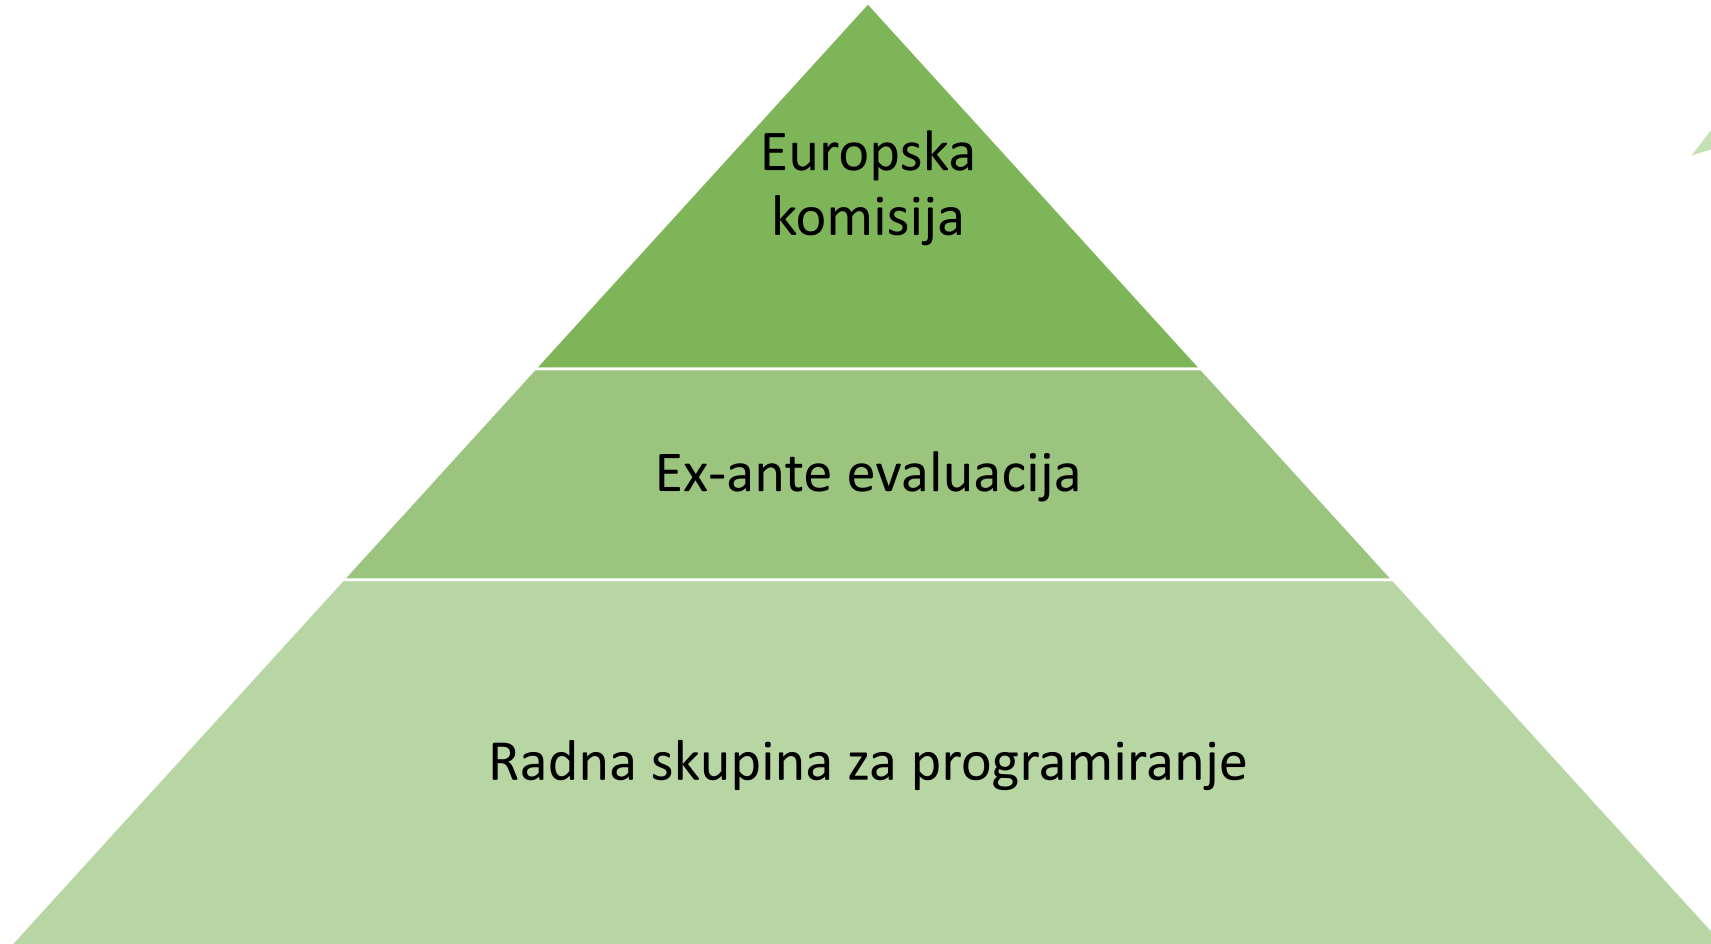 Europska
komisija
Ex-ante evaluacija
Radna skupina za programiranje